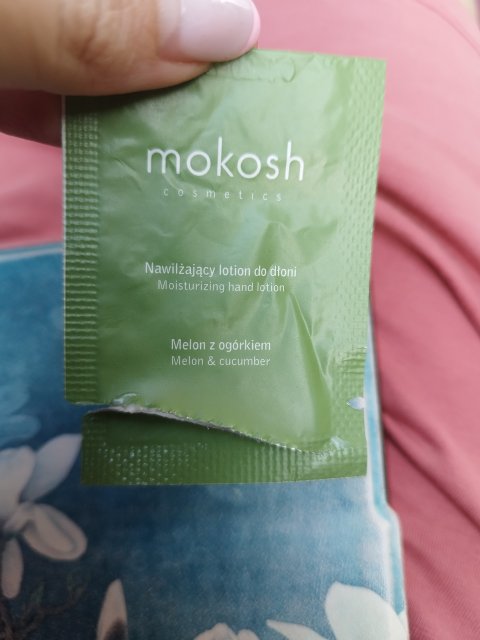 mokosh
cosmetics
Nawilżający lotion do dłoni
Moisturizing hand lotion
Melon z ogórkiem
Melon & cucumber